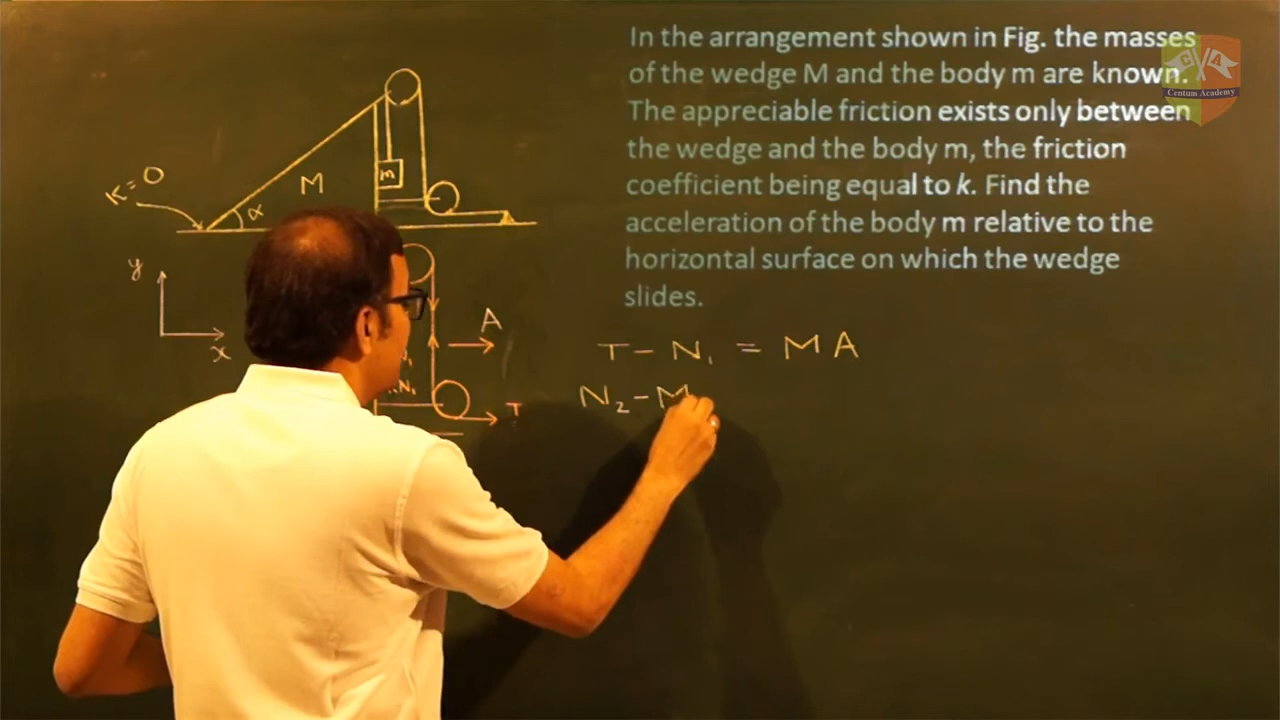 In the arrangement shown in Fig. the masses
of the wedge M and the body m are known.
The appreciable friction exists only between
the wedge and the body m, the friction
coefficient being equal to k. Find the
acceleration of the body m relative to the
horizontal surface on which the wedge
slides.
C A
Centum Academy
K = 0
M
m
α
y
x
A
N₁
T
T - N₁ = MA
N₂ - M